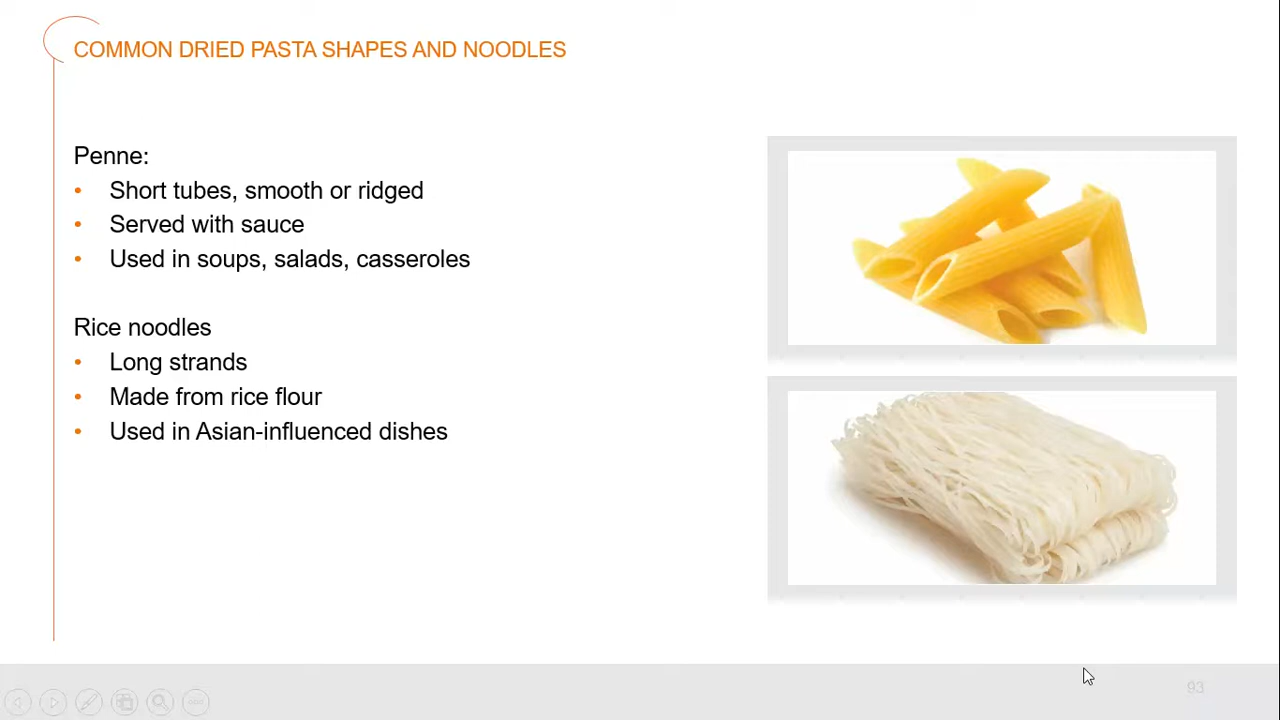 COMMON DRIED PASTA SHAPES AND NOODLES
Penne:
• Short tubes, smooth or ridged
• Served with sauce
• Used in soups, salads, casseroles
Rice noodles
• Long strands
• Made from rice flour
• Used in Asian-influenced dishes
93